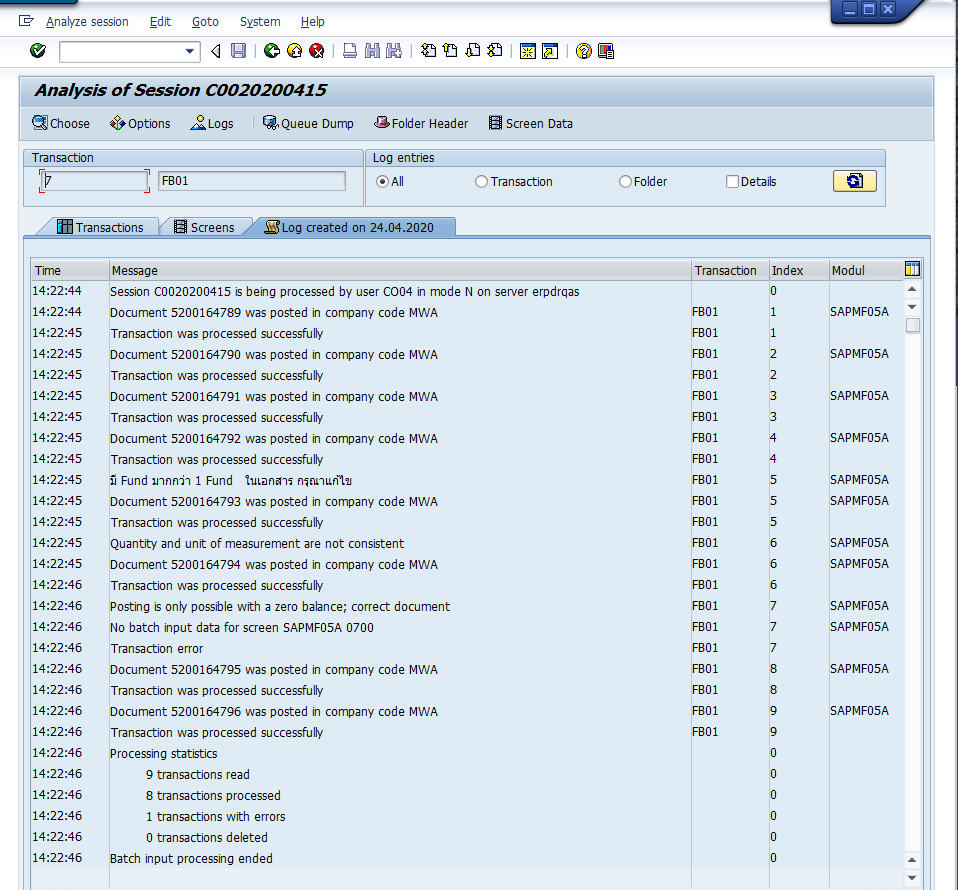 Analyze session Edit Goto System Help
Analysis of Session C0020200415
Choose Options Logs Queue Dump Folder Header Screen Data
Transaction
7 FB01
Log entries
All Transaction Folder Details
Transactions Screens Log created on 24.04.2020
Time Message Transaction Index Modul
14:22:44 Session C0020200415 is being processed by user CO04 in mode N on server erpdrqas 0
14:22:44 Document 5200164789 was posted in company code MWA FB01 1 SAPMF05A
14:22:45 Transaction was processed successfully FB01 1
14:22:45 Document 5200164790 was posted in company code MWA FB01 2 SAPMF05A
14:22:45 Transaction was processed successfully FB01 2
14:22:45 Document 5200164791 was posted in company code MWA FB01 3 SAPMF05A
14:22:45 Transaction was processed successfully FB01 3
14:22:45 Document 5200164792 was posted in company code MWA FB01 4 SAPMF05A
14:22:45 Transaction was processed successfully FB01 4
14:22:45 มี Fund มากกว่า 1 Fund ในเอกสาร กรุณาแก้ไข FB01 5 SAPMF05A
14:22:45 Document 5200164793 was posted in company code MWA FB01 5 SAPMF05A
14:22:45 Transaction was processed successfully FB01 5
14:22:45 Quantity and unit of measurement are not consistent FB01 6 SAPMF05A
14:22:45 Document 5200164794 was posted in company code MWA FB01 6 SAPMF05A
14:22:46 Transaction was processed successfully FB01 6
14:22:46 Posting is only possible with a zero balance; correct document FB01 7 SAPMF05A
14:22:46 No batch input data for screen SAPMF05A 0700 FB01 7 SAPMF05A
14:22:46 Transaction error FB01 7
14:22:46 Document 5200164795 was posted in company code MWA FB01 8 SAPMF05A
14:22:46 Transaction was processed successfully FB01 8
14:22:46 Document 5200164796 was posted in company code MWA FB01 9 SAPMF05A
14:22:46 Transaction was processed successfully FB01 9
14:22:46 Processing statistics 0
14:22:46 9 transactions read 0
14:22:46 8 transactions processed 0
14:22:46 1 transactions with errors 0
14:22:46 0 transactions deleted 0
14:22:46 Batch input processing ended 0